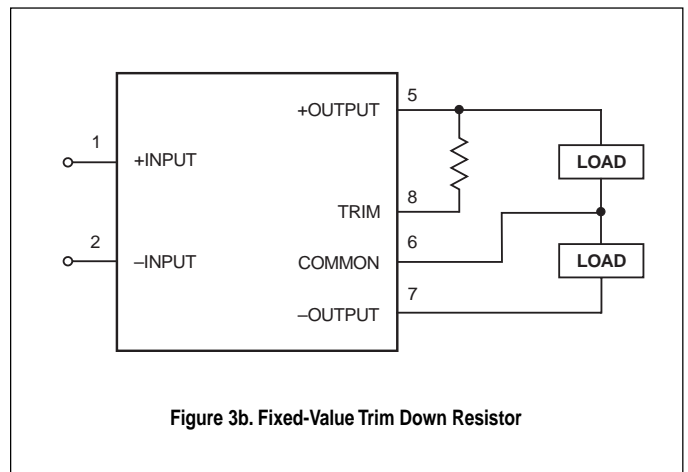 5
+OUTPUT
1
+INPUT
LOAD
8
TRIM
6
2
COMMON
LOAD
–INPUT
7
–OUTPUT
Figure 3b. Fixed-Value Trim Down Resistor